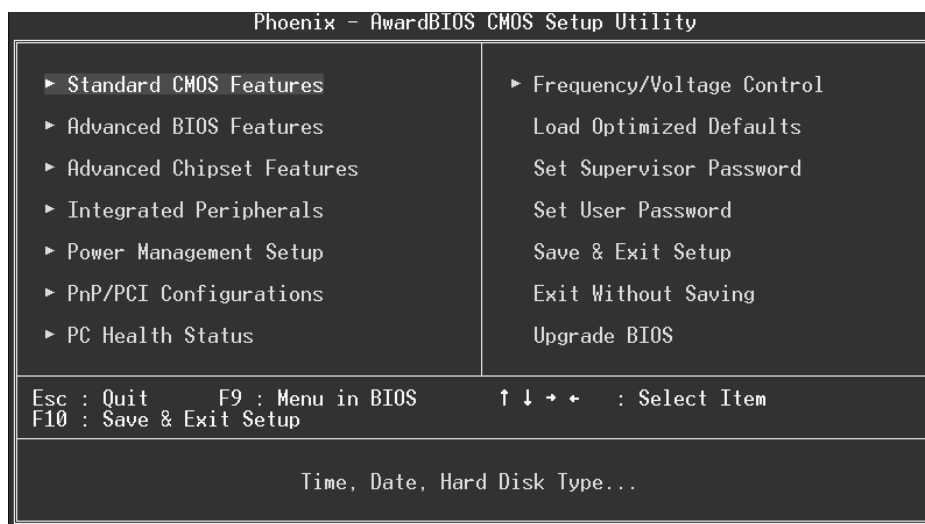 Phoenix - AwardBIOS CMOS Setup Utility
► Standard CMOS Features
► Advanced BIOS Features
► Advanced Chipset Features
► Integrated Peripherals
► Power Management Setup
► PnP/PCI Configurations
► PC Health Status
► Frequency/Voltage Control
Load Optimized Defaults
Set Supervisor Password
Set User Password
Save & Exit Setup
Exit Without Saving
Upgrade BIOS
Esc : Quit F9 : Menu in BIOS ↑ ↓ → ← : Select Item
F10 : Save & Exit Setup
Time, Date, Hard Disk Type...